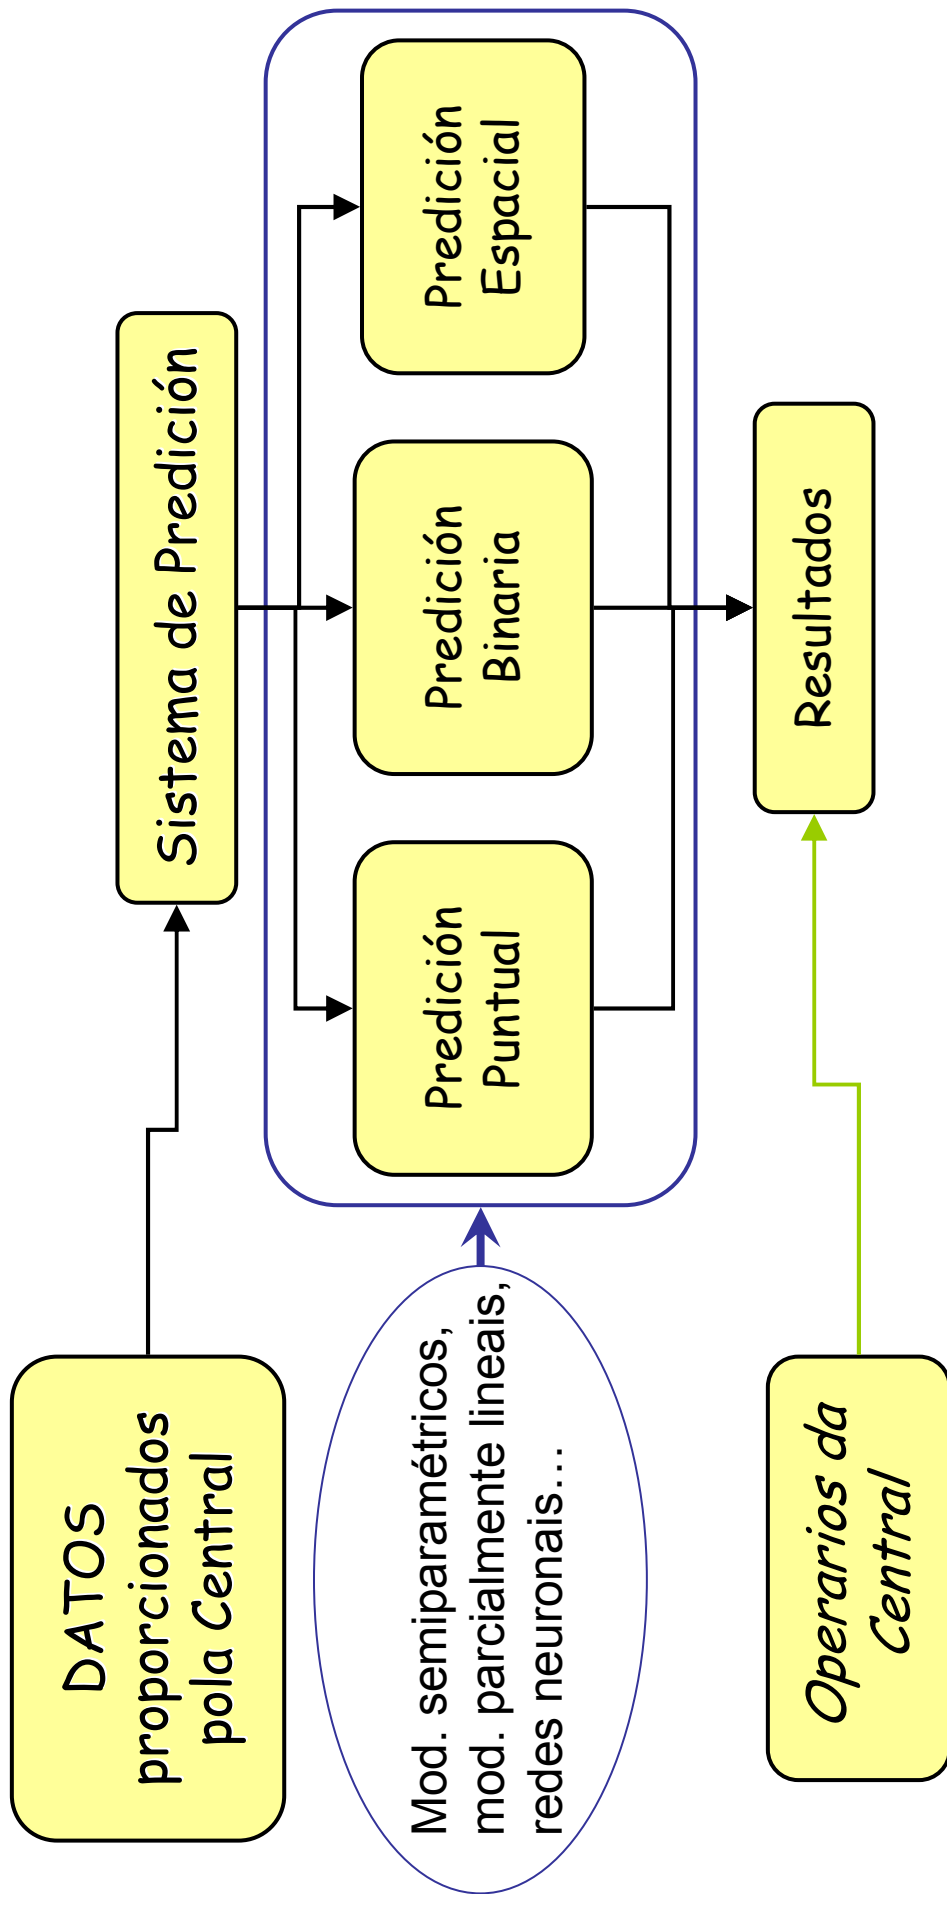 DATOS
proporcionados
pola Central
Sistema de Predición
Mod. semiparamétricos,
mod. parcialmente lineais,
redes neuronais...
Predición
Puntual
Predición
Binaria
Predición
Espacial
Operarios da
Central
Resultados